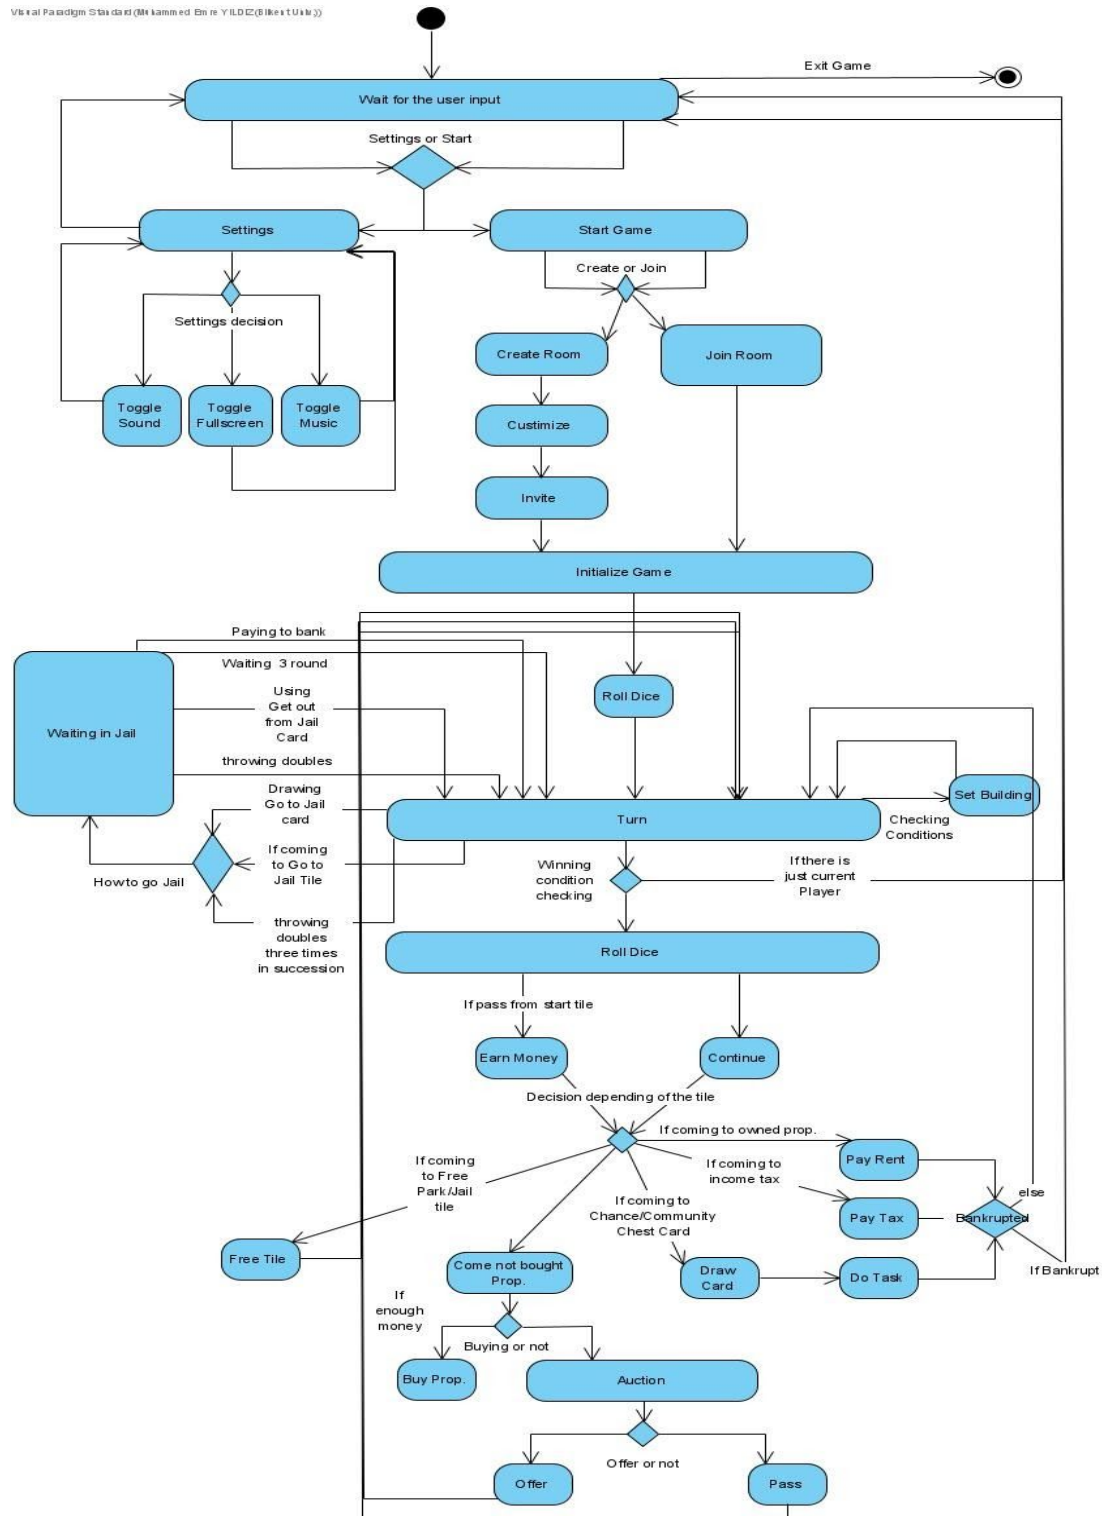 Visual Paradigm Standard (Muhammed Emre YILDIZ(Bilkent Univ.))
Exit Game
Wait for the user input
Settings or Start
Settings
Start Game
Create or Join
Settings decision
Create Room
Join Room
Toggle
Sound
Toggle
Fullscreen
Toggle
Music
Custimize
Invite
Initialize Game
Paying to bank
Waiting 3 round
Using
Get out
from Jail
Card
Roll Dice
Waiting in Jail
throwing doubles
Drawing
Go to Jail
card
Set Building
Turn
Checking
Conditions
If coming
to Go to
Jail Tile
How to go Jail
Winning
condition
checking
If there is
just current
Player
throwing
doubles
three times
in succession
Roll Dice
If pass from start tile
Earn Money
Continue
Decision depending of the tile
If coming to owned prop.
If coming
to Free
Park/Jail
tile
If coming to
income tax
Pay Rent
If coming to
Chance/Community
Chest Card
else
Pay Tax
Bankrupted
Free Tile
Come not bought
Prop.
Draw
Card
Do Task
If Bankrupt
If
enough
money
Buying or not
Buy Prop.
Auction
Offer or not
Offer
Pass